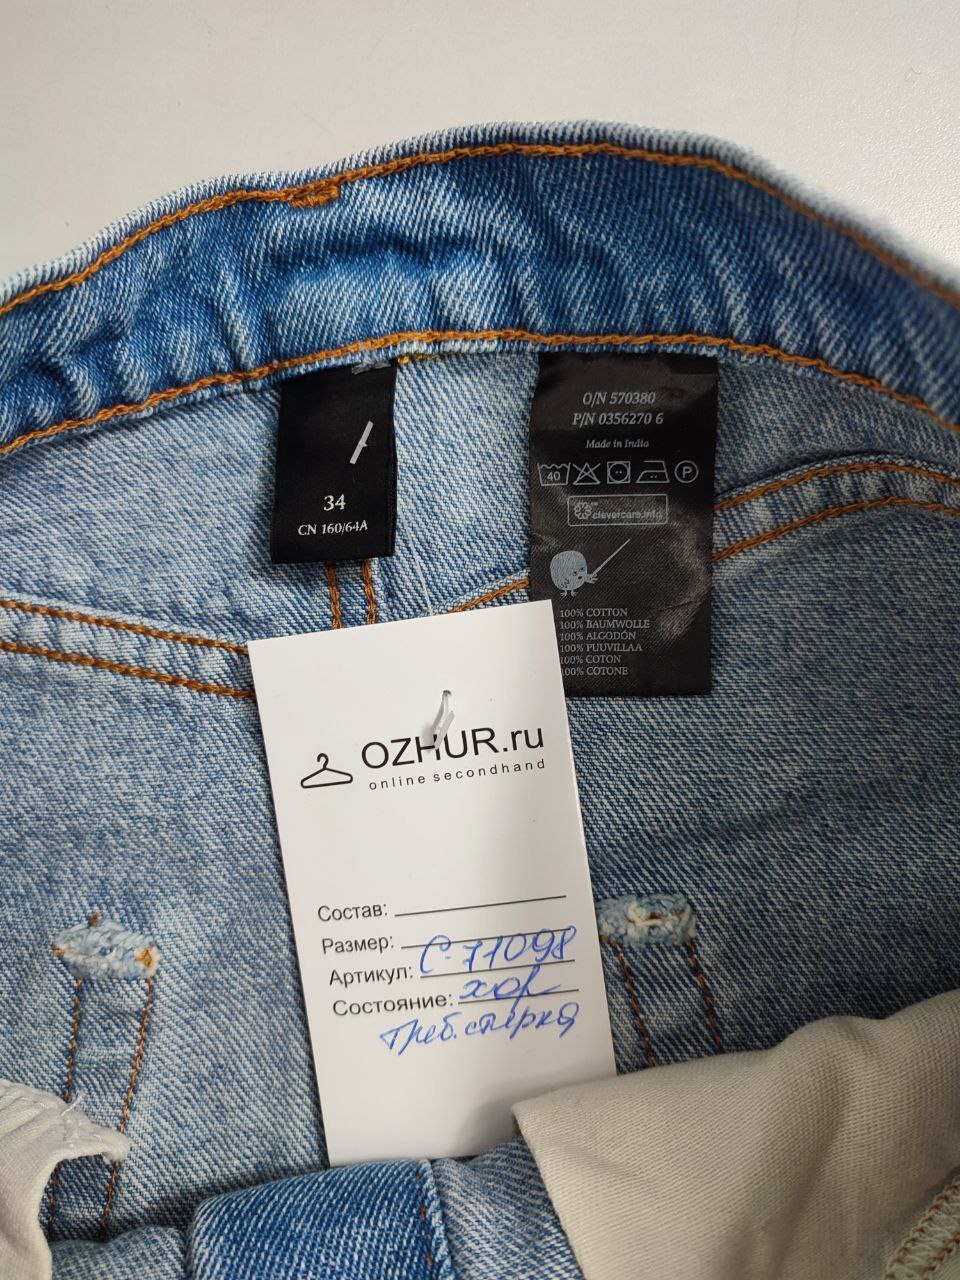 34
CN 160/64A
O/N 570380
P/N 0356270 6
Made in India
40 P
clevercare.info
100% COTTON
100% BAUMWOLLE
100% ALGODÓN
100% PUUVILLAA
100% COTON
100% COTONE
OZHUR.ru
online secondhand
Состав:
Размер:
Артикул: С-71098
Состояние: хор
Треб. стирка